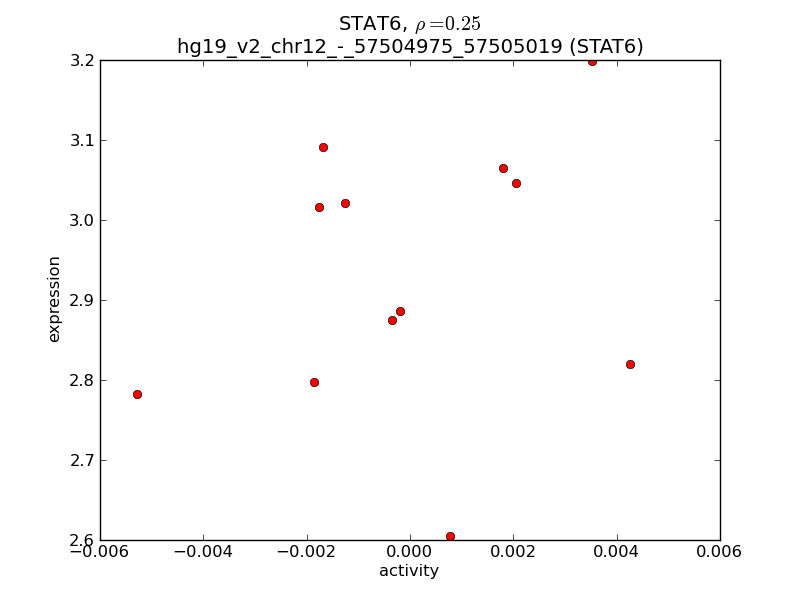 STAT6, ρ=0.25
hg19_v2_chr12_-_57504975_57505019 (STAT6)
3.2
3.1
3.0
2.9
2.8
2.7
2.6
expression
−0.006 −0.004 −0.002 0.000 0.002 0.004 0.006
activity